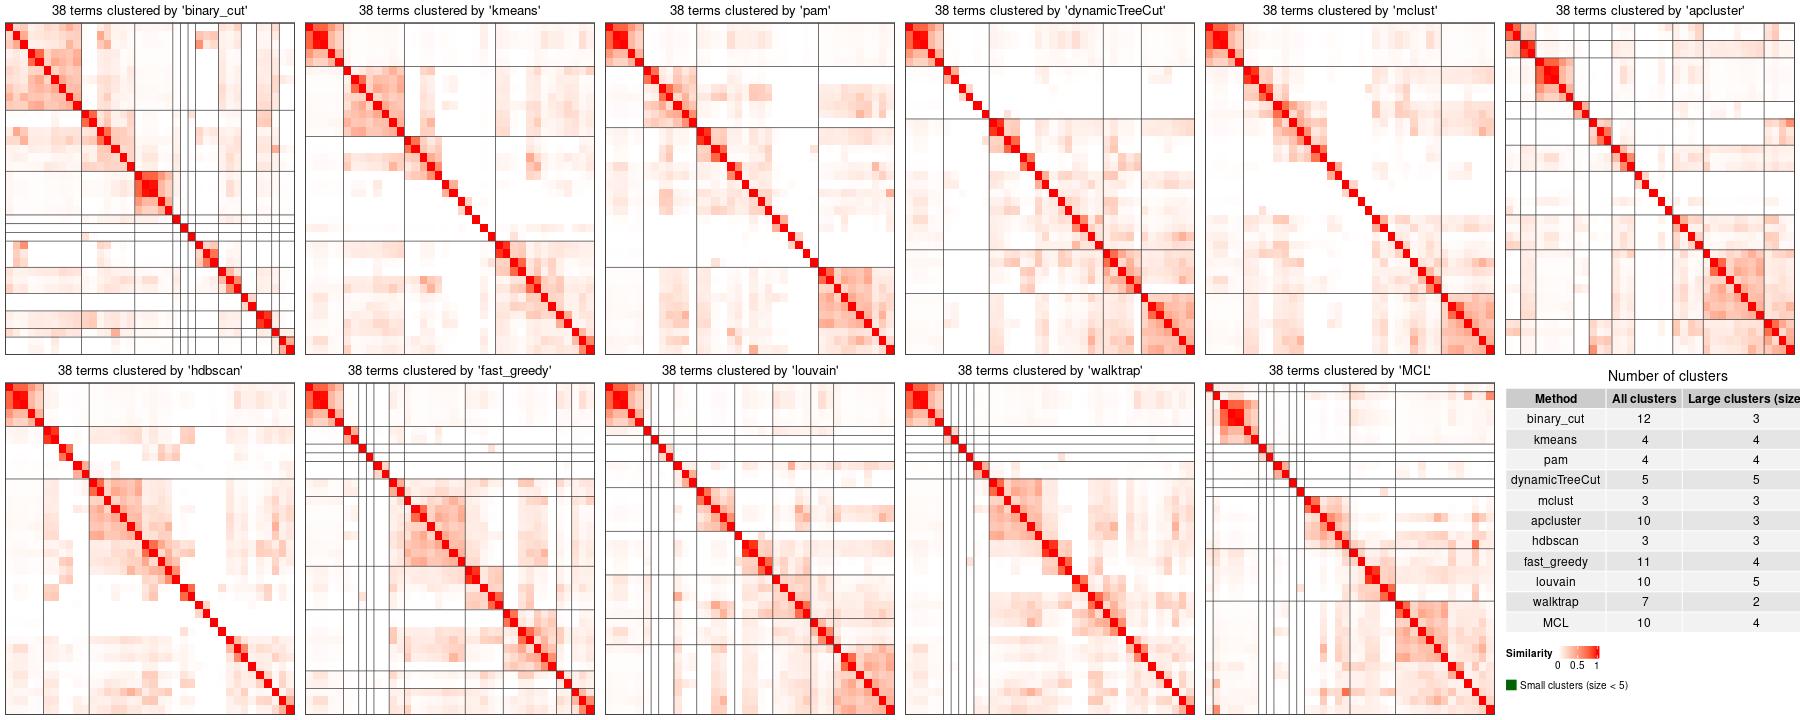 38 terms clustered by 'binary_cut'
38 terms clustered by 'kmeans'
38 terms clustered by 'pam'
38 terms clustered by 'dynamicTreeCut'
38 terms clustered by 'mclust'
38 terms clustered by 'apcluster'
38 terms clustered by 'hdbscan'
38 terms clustered by 'fast_greedy'
38 terms clustered by 'louvain'
38 terms clustered by 'walktrap'
38 terms clustered by 'MCL'
Number of clusters
Method All clusters Large clusters (size
binary_cut 12 3
kmeans 4 4
pam 4 4
dynamicTreeCut 5 5
mclust 3 3
apcluster 10 3
hdbscan 3 3
fast_greedy 11 4
louvain 10 5
walktrap 7 2
MCL 10 4
Similarity
0 0.5 1
Small clusters (size < 5)